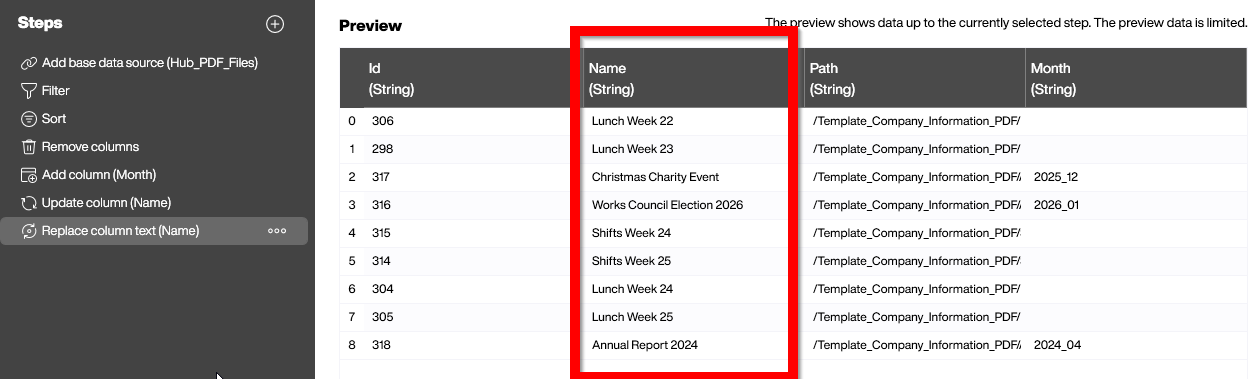 Steps
Add base data source (Hub_PDF_Files)
Filter
Sort
Remove columns
Add column (Month)
Update column (Name)
Replace column text (Name)
Preview
The preview shows data up to the currently selected step. The preview data is limited.
Id Name Path Month
(String) (String) (String) (String)
0 306 Lunch Week 22 /Template_Company_Information_PDF/
1 298 Lunch Week 23 /Template_Company_Information_PDF/
2 317 Christmas Charity Event /Template_Company_Information_PDF/ 2025_12
3 316 Works Council Election 2026 /Template_Company_Information_PDF/ 2026_01
4 315 Shifts Week 24 /Template_Company_Information_PDF/
5 314 Shifts Week 25 /Template_Company_Information_PDF/
6 304 Lunch Week 24 /Template_Company_Information_PDF/
7 305 Lunch Week 25 /Template_Company_Information_PDF/
8 318 Annual Report 2024 /Template_Company_Information_PDF/ 2024_04